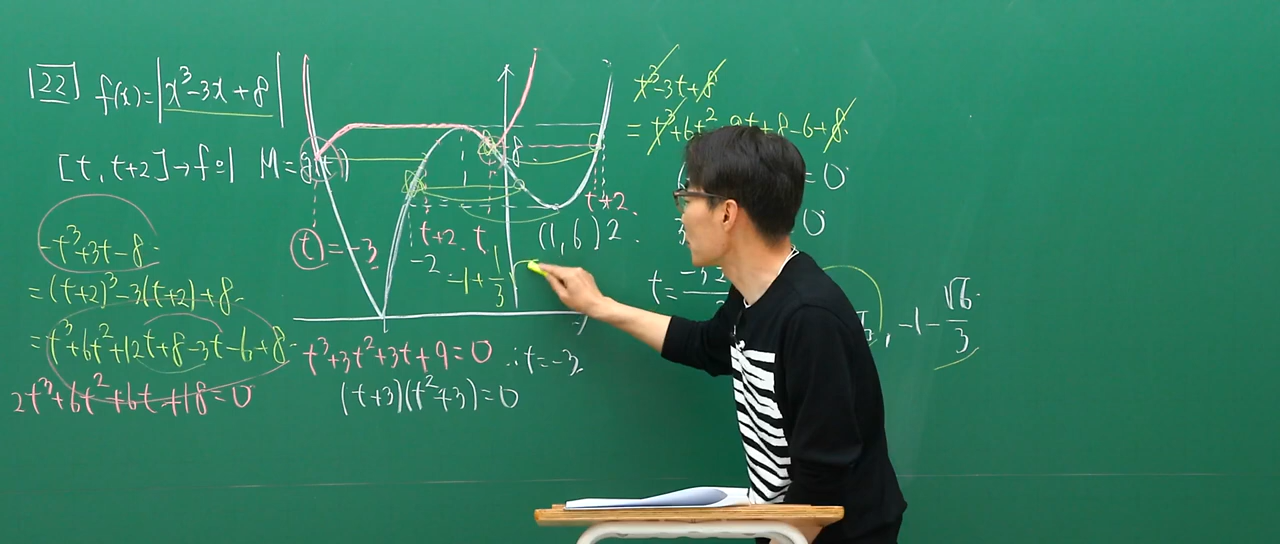 22 f(x)=|x³-3x+8|
[t, t+2]→f의 M=g(t)
-t³+3t-8
=(t+2)³-3(t+2)+8
=t³+6t²+12t+8-3t-6+8
2t³+6t²+6t+18=0
t=-3
t+2 t
-2 -1+1/3
8
t+2
(1,6) 2
t³+3t²+3t+9=0 ∴t=-3
(t+3)(t²+3)=0
t³-3t+8
=t³+6t²+9t+8-6+8
=0
3
0
t=
, -1-√6/3